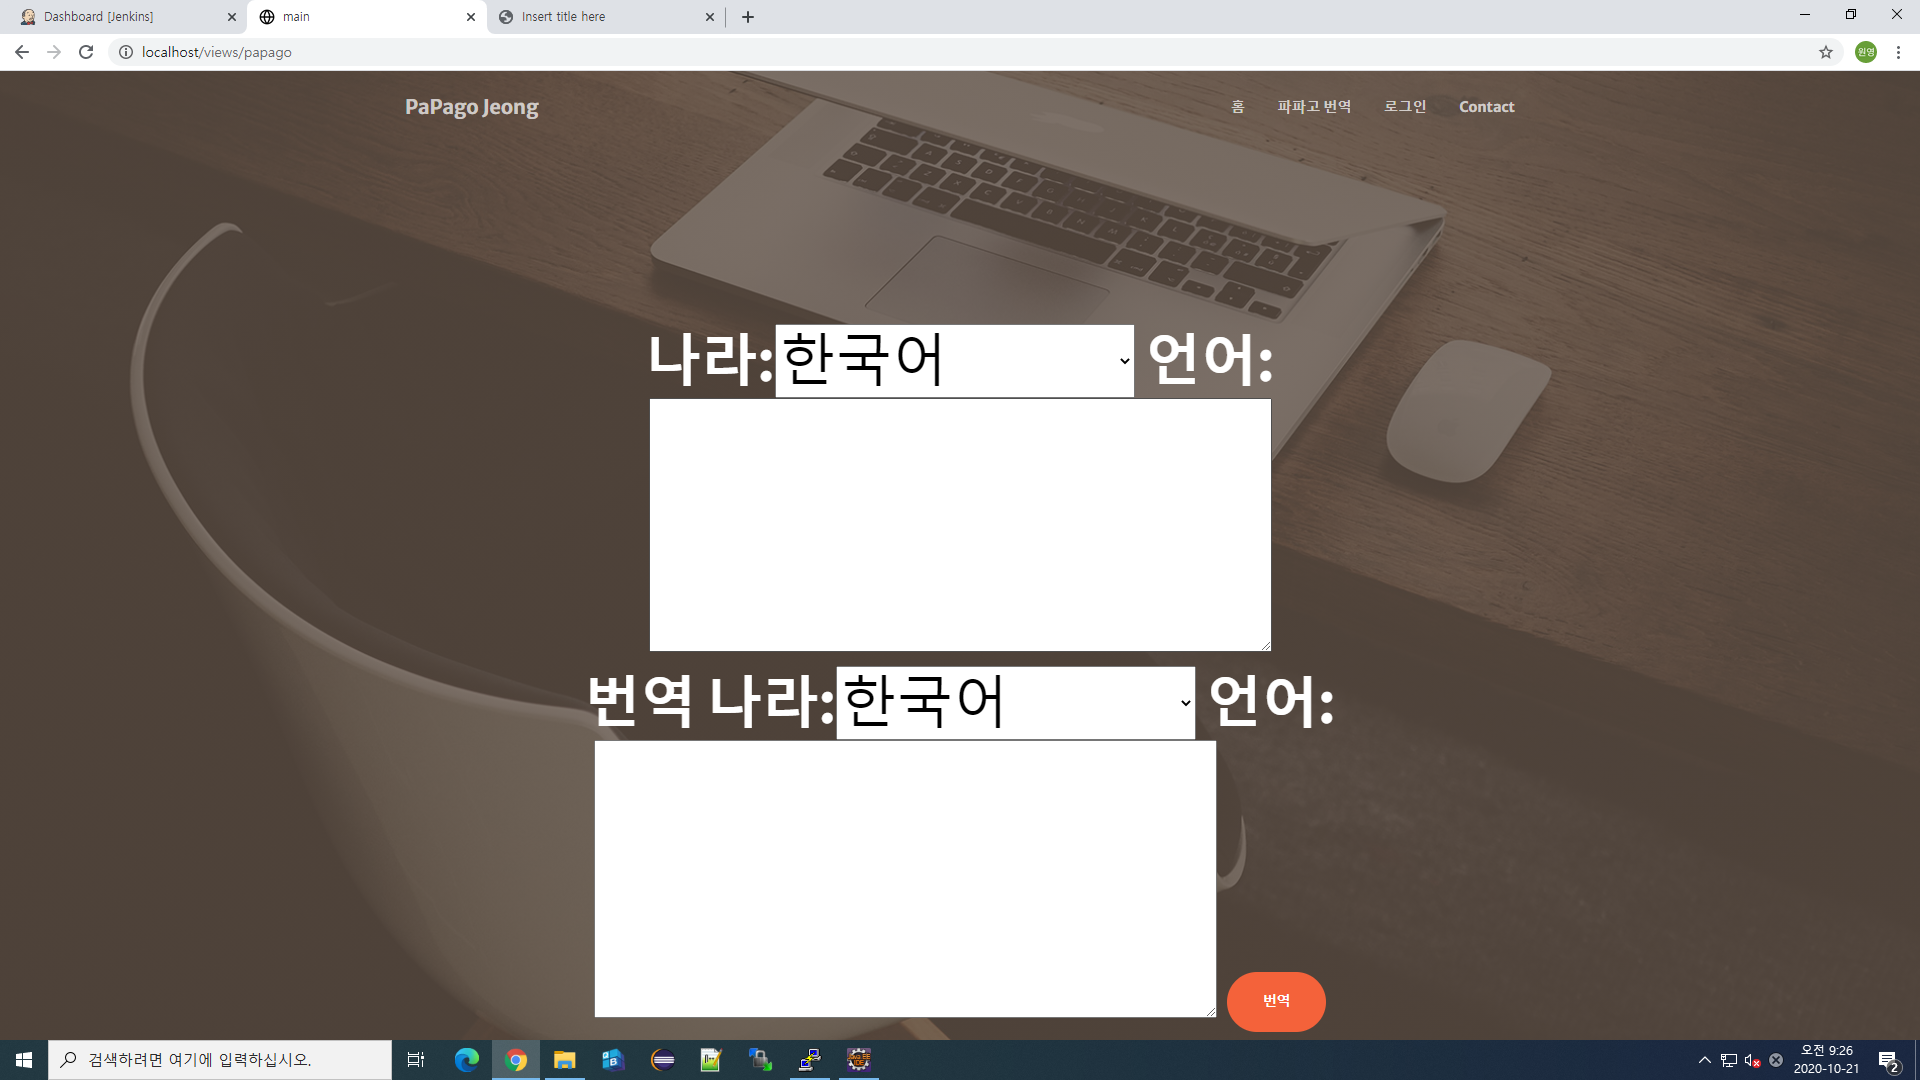 Dashboard [Jenkins]
main
Insert title here
localhost/views/papago
원영
PaPago Jeong
홈
파파고 번역
로그인
Contact
나라:한국어 언어:
번역 나라:한국어 언어:
번역
검색하려면 여기에 입력하십시오.
오전 9:26
2020-10-21
2